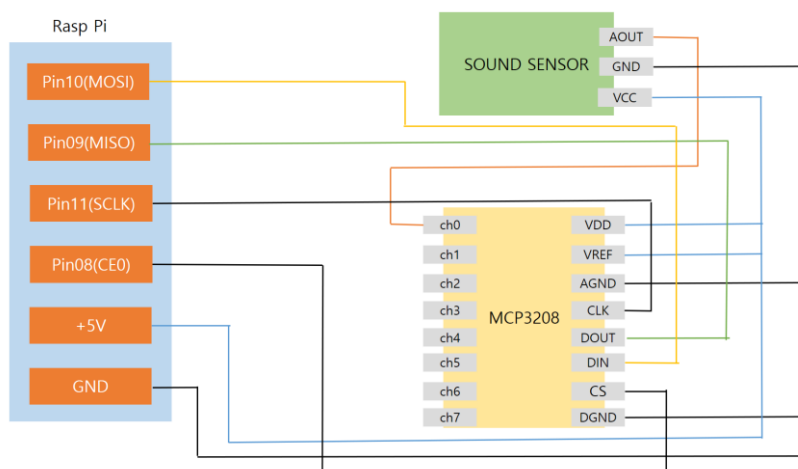 Rasp Pi
Pin10(MOSI)
Pin09(MISO)
Pin11(SCLK)
Pin08(CE0)
+5V
GND
SOUND SENSOR
AOUT
GND
VCC
MCP3208
ch0
ch1
ch2
ch3
ch4
ch5
ch6
ch7
VDD
VREF
AGND
CLK
DOUT
DIN
CS
DGND